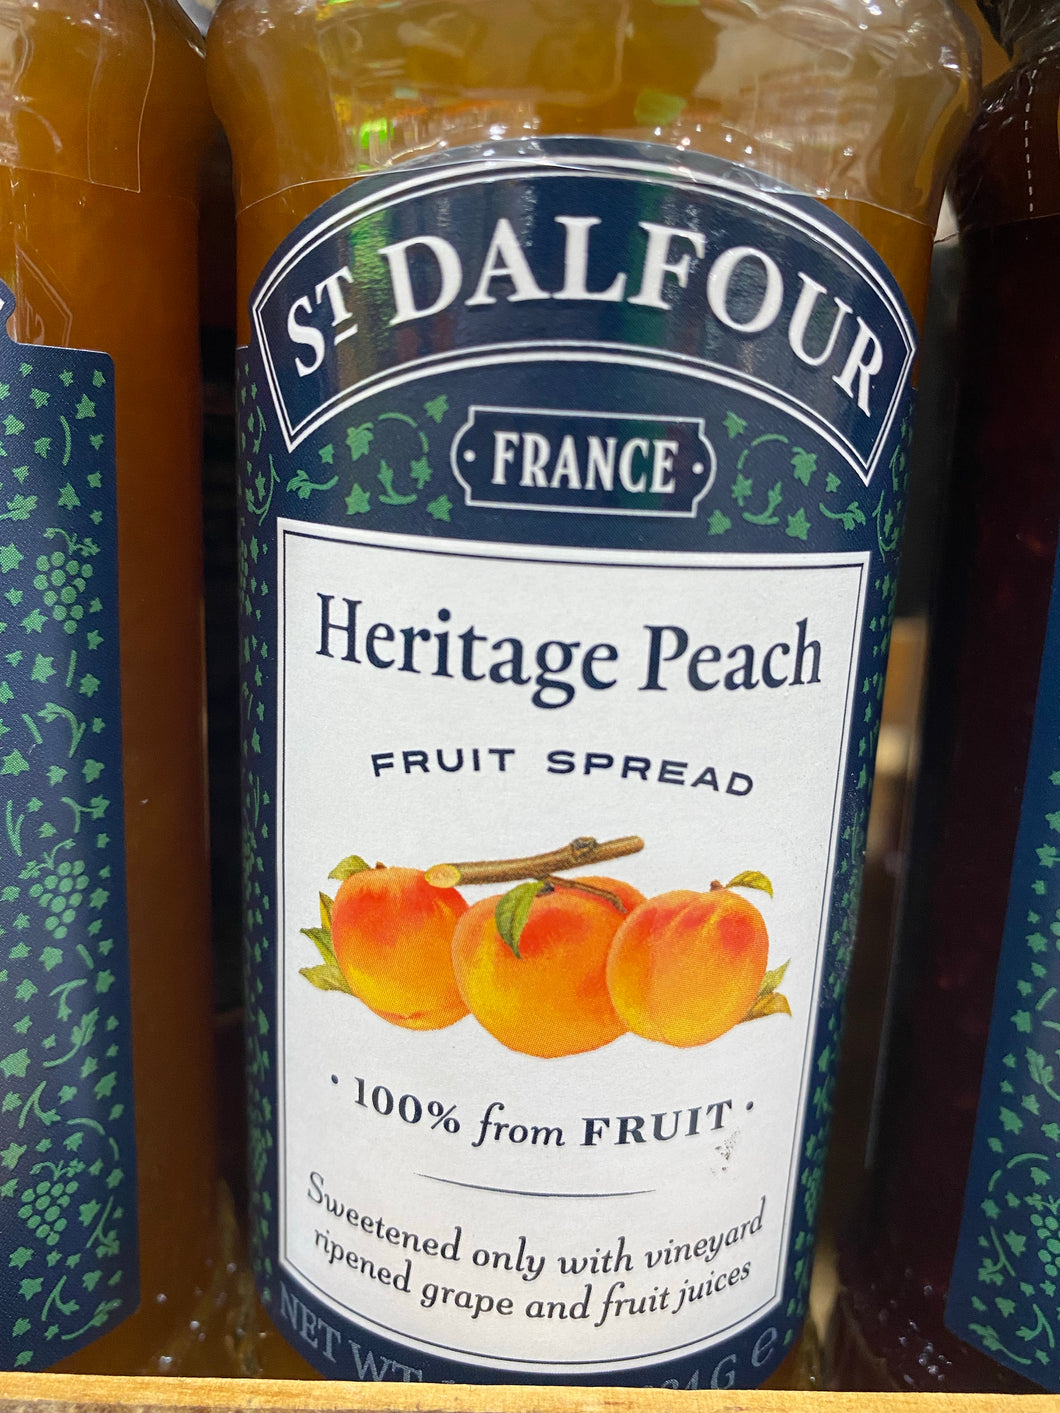 ST DALFOUR
· FRANCE ·
Heritage Peach
FRUIT SPREAD
· 100% from FRUIT ·
Sweetened only with vineyard
ripened grape and fruit juices
NET WT. G e